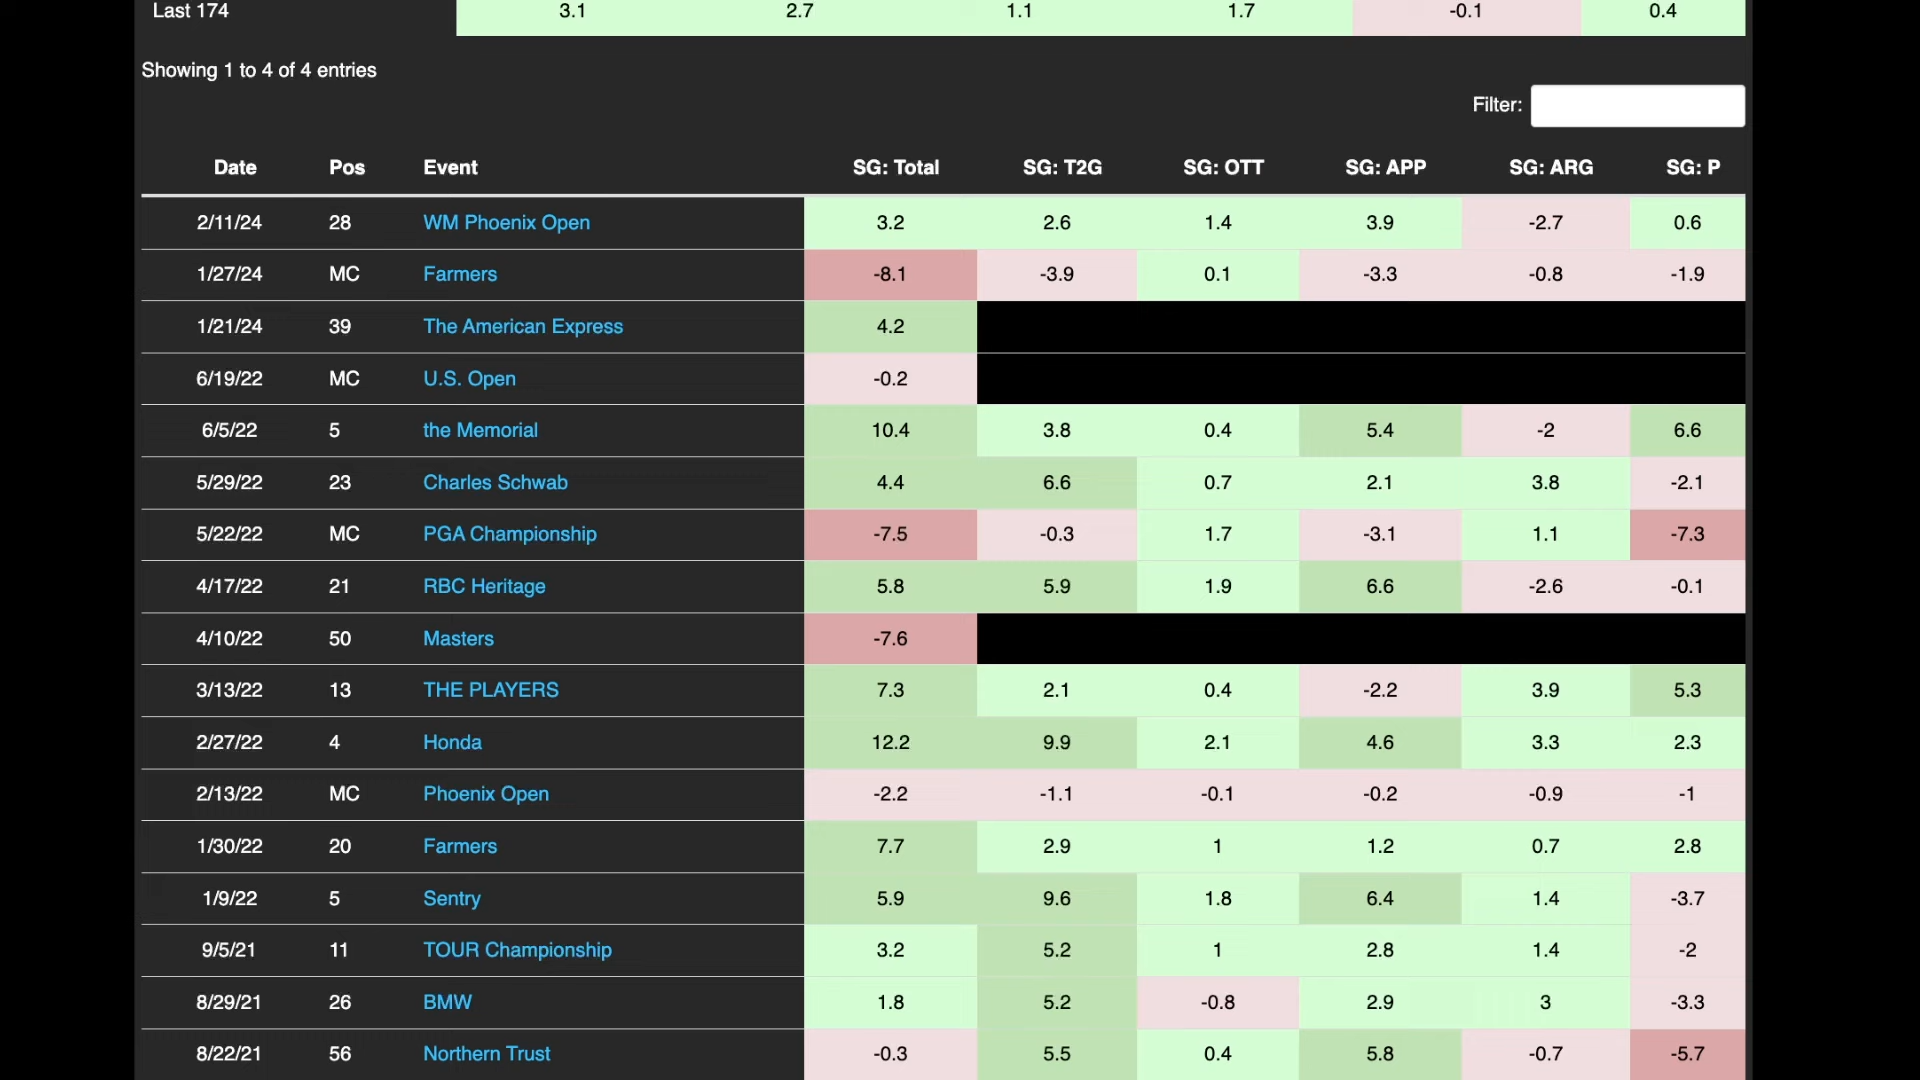 Last 174 3.1 2.7 1.1 1.7 -0.1 0.4
Showing 1 to 4 of 4 entries
Filter:
Date Pos Event SG: Total SG: T2G SG: OTT SG: APP SG: ARG SG: P
2/11/24 28 WM Phoenix Open 3.2 2.6 1.4 3.9 -2.7 0.6
1/27/24 MC Farmers -8.1 -3.9 0.1 -3.3 -0.8 -1.9
1/21/24 39 The American Express 4.2
6/19/22 MC U.S. Open -0.2
6/5/22 5 the Memorial 10.4 3.8 0.4 5.4 -2 6.6
5/29/22 23 Charles Schwab 4.4 6.6 0.7 2.1 3.8 -2.1
5/22/22 MC PGA Championship -7.5 -0.3 1.7 -3.1 1.1 -7.3
4/17/22 21 RBC Heritage 5.8 5.9 1.9 6.6 -2.6 -0.1
4/10/22 50 Masters -7.6
3/13/22 13 THE PLAYERS 7.3 2.1 0.4 -2.2 3.9 5.3
2/27/22 4 Honda 12.2 9.9 2.1 4.6 3.3 2.3
2/13/22 MC Phoenix Open -2.2 -1.1 -0.1 -0.2 -0.9 -1
1/30/22 20 Farmers 7.7 2.9 1 1.2 0.7 2.8
1/9/22 5 Sentry 5.9 9.6 1.8 6.4 1.4 -3.7
9/5/21 11 TOUR Championship 3.2 5.2 1 2.8 1.4 -2
8/29/21 26 BMW 1.8 5.2 -0.8 2.9 3 -3.3
8/22/21 56 Northern Trust -0.3 5.5 0.4 5.8 -0.7 -5.7